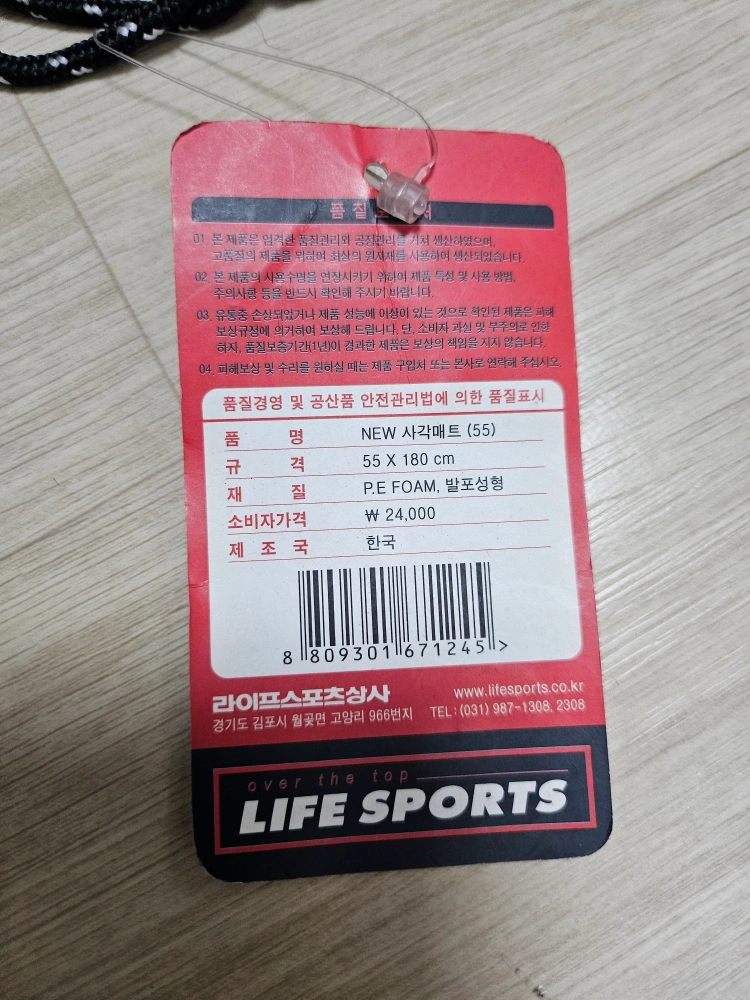 품 질
01. 본 제품은 엄격한 품질관리와 공정관리를 거쳐 생산하였으며,
고품질의 제품을 위하여 최상의 원자재를 사용하여 생산되었습니다.
02. 본 제품의 사용수명을 연장시키기 위하여 제품 특성 및 사용 방법,
주의사항 등을 반드시 확인해 주시기 바랍니다.
03. 유통중 손상되었거나 제품 성능에 이상이 있는 것으로 확인된 제품은 피해
보상규정에 의거하여 보상해 드립니다. 단, 소비자 과실 및 부주의로 인한
하자, 품질보증기간(1년)이 경과한 제품은 보상의 책임을 지지 않습니다.
04. 피해보상 및 수리를 원하실 때는 제품 구입처 또는 본사로 연락해 주십시오.
품질경영 및 공산품 안전관리법에 의한 품질표시
품 명 NEW 사각매트 (55)
규 격 55 X 180 cm
재 질 P.E FOAM, 발포성형
소비자가격 ₩ 24,000
제 조 국 한국
8 809301 671245 >
라이프스포츠상사 www.lifesports.co.kr
경기도 김포시 월곶면 고양리 966번지 TEL : (031) 987-1308, 2308
over the top
LIFE SPORTS